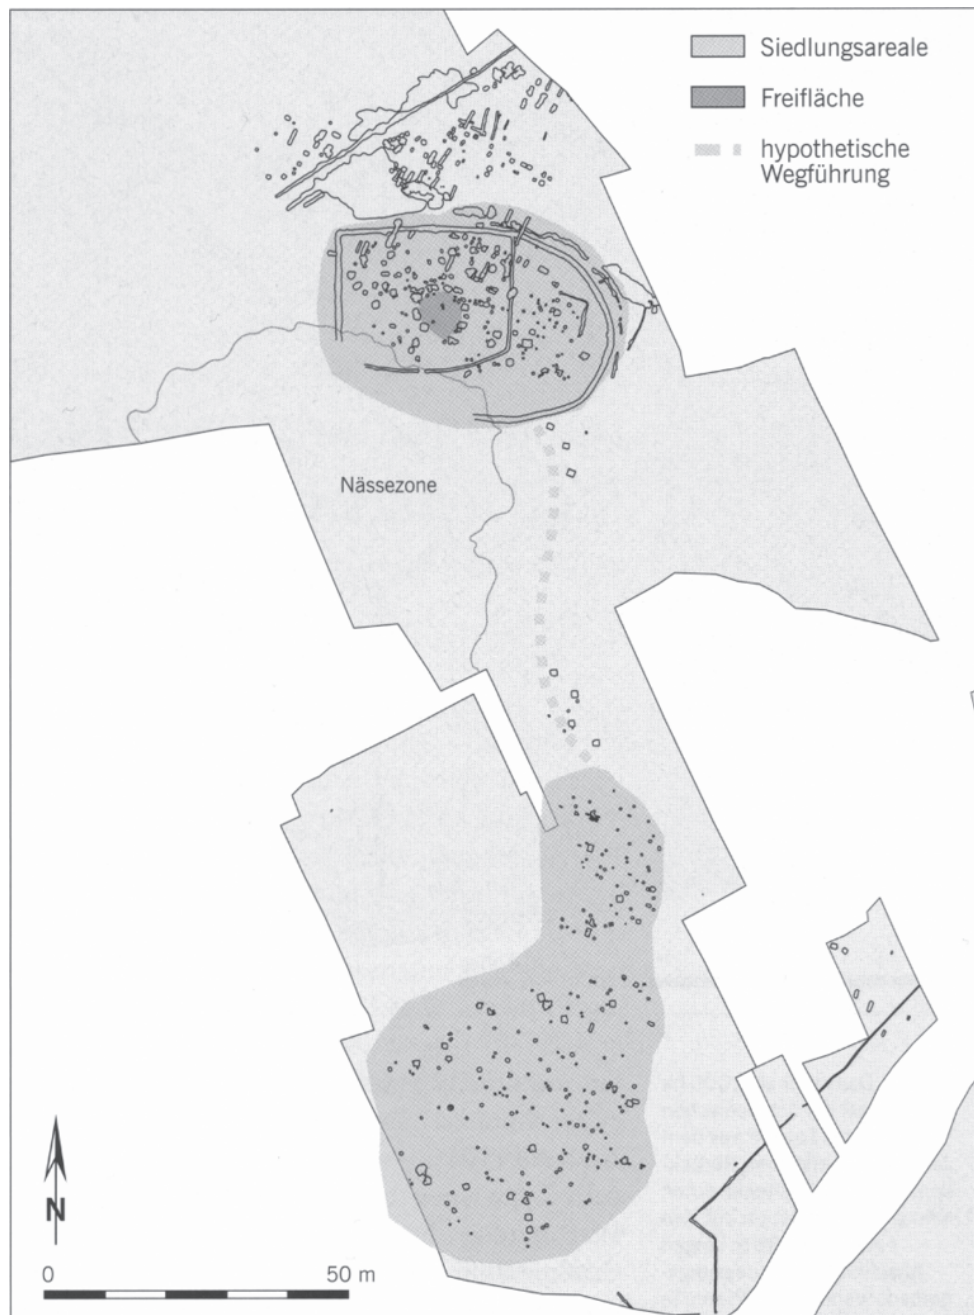 Siedlungsareale
Freifläche
hypothetische
Wegführung
Nässezone
N
0 50 m